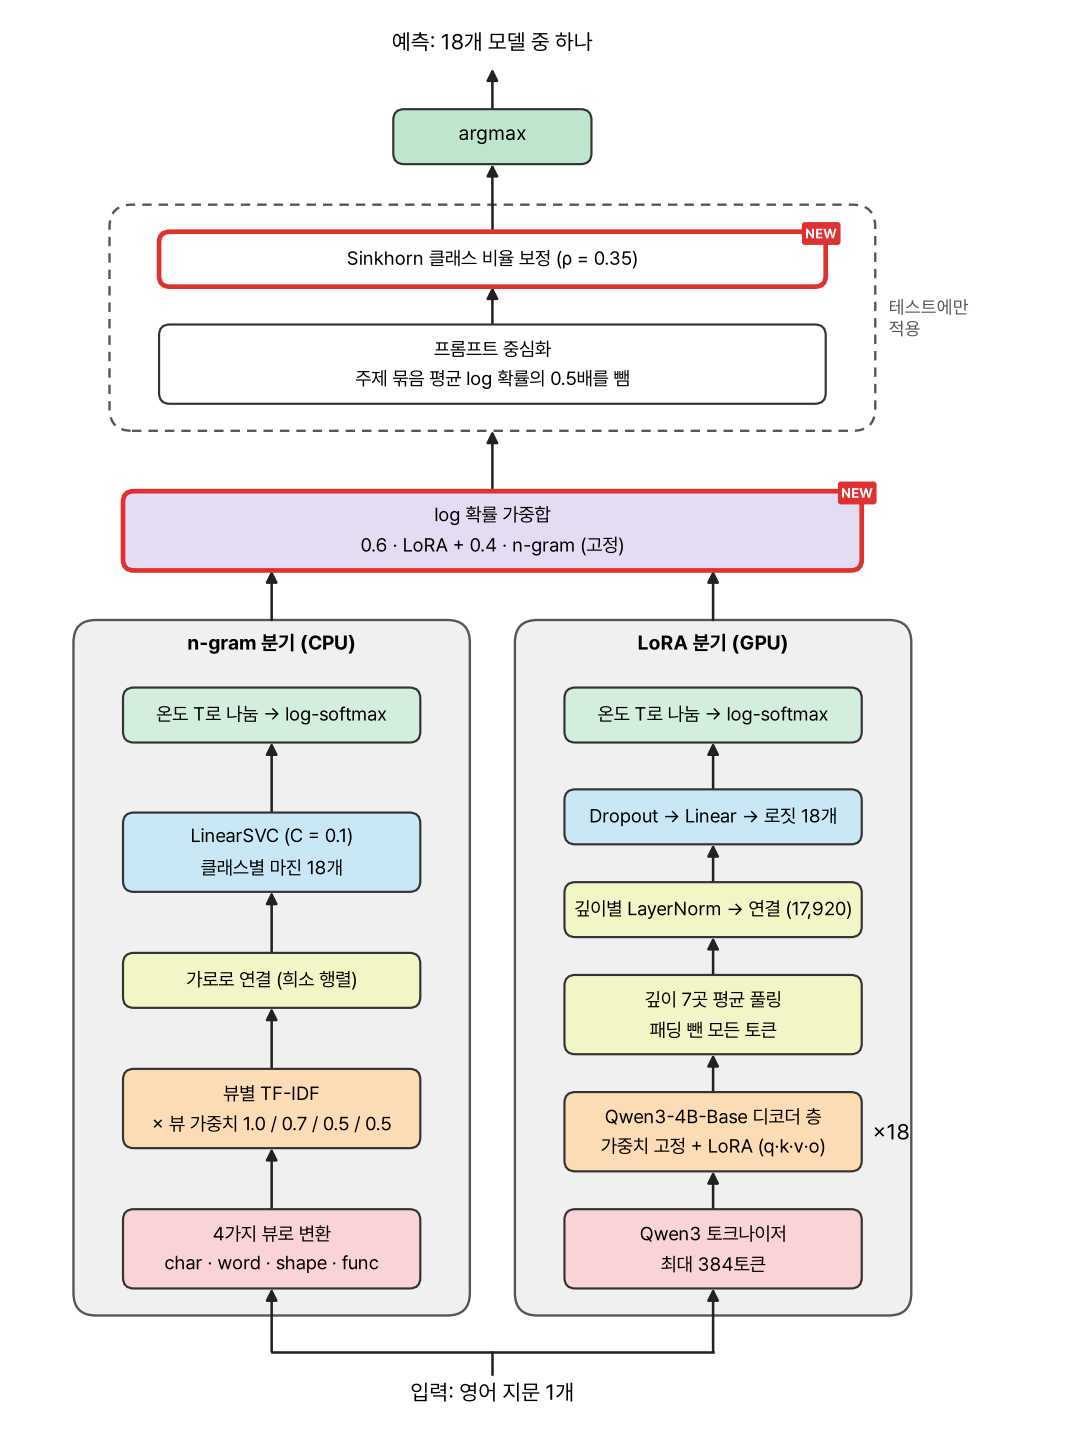 예측: 18개 모델 중 하나
argmax
NEW
Sinkhorn 클래스 비율 보정 (ρ = 0.35)
프롬프트 중심화
주제 묶음 평균 log 확률의 0.5배를 뺌
테스트에만
적용
NEW
log 확률 가중합
0.6 · LoRA + 0.4 · n-gram (고정)
n-gram 분기 (CPU)
온도 T로 나눔 → log-softmax
LinearSVC (C = 0.1)
클래스별 마진 18개
가로로 연결 (희소 행렬)
뷰별 TF-IDF
× 뷰 가중치 1.0 / 0.7 / 0.5 / 0.5
4가지 뷰로 변환
char · word · shape · func
LoRA 분기 (GPU)
온도 T로 나눔 → log-softmax
Dropout → Linear → 로짓 18개
깊이별 LayerNorm → 연결 (17,920)
깊이 7곳 평균 풀링
패딩 뺀 모든 토큰
Qwen3-4B-Base 디코더 층
가중치 고정 + LoRA (q·k·v·o)
×18
Qwen3 토크나이저
최대 384토큰
입력: 영어 지문 1개